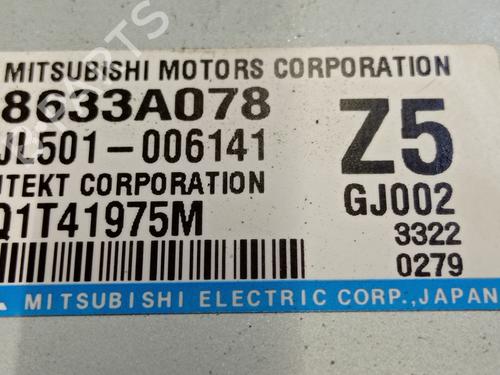 MITSUBISHI MOTORS CORPORATION
8633A078
JL501-006141
Z5
JTEKT CORPORATION
GJ002
Q1T41975M
3322
0279
MITSUBISHI ELECTRIC CORP., JAPAN